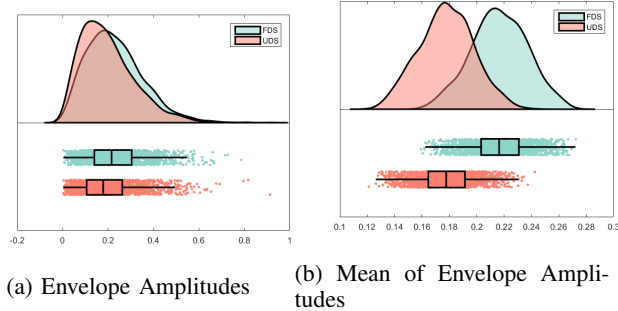 FDS
UDS
-0.2 0 0.2 0.4 0.6 0.8 1
(a) Envelope Amplitudes
FDS
UDS
0.1 0.12 0.14 0.16 0.18 0.2 0.22 0.24 0.26 0.28 0.3
(b) Mean of Envelope Ampli-
tudes